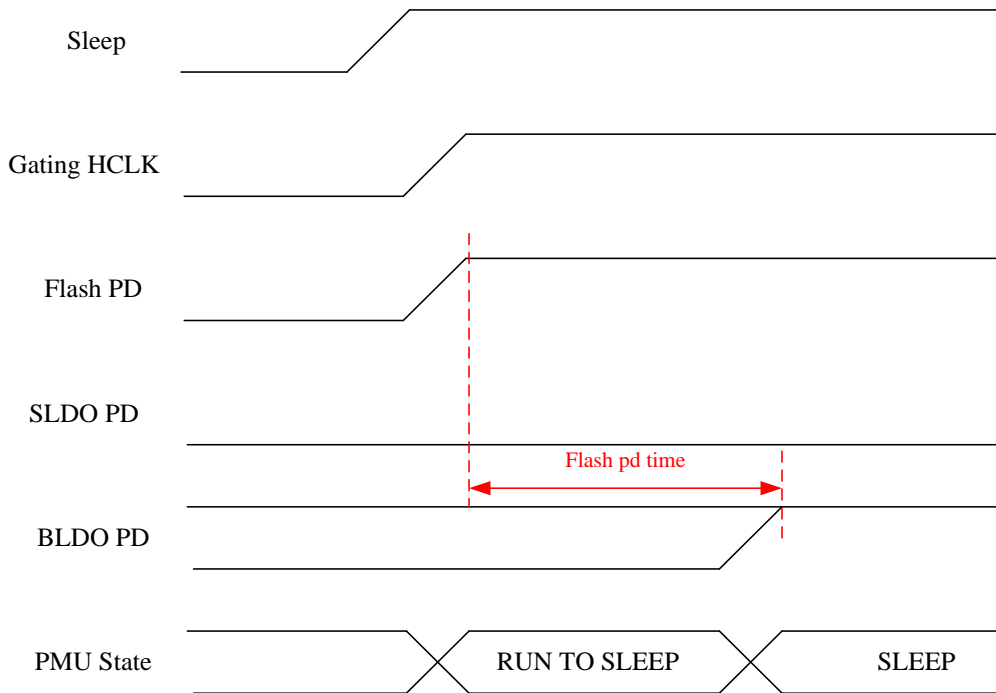 Sleep
Gating HCLK
Flash PD
SLDO PD
Flash pd time
BLDO PD
PMU State
RUN TO SLEEP
SLEEP